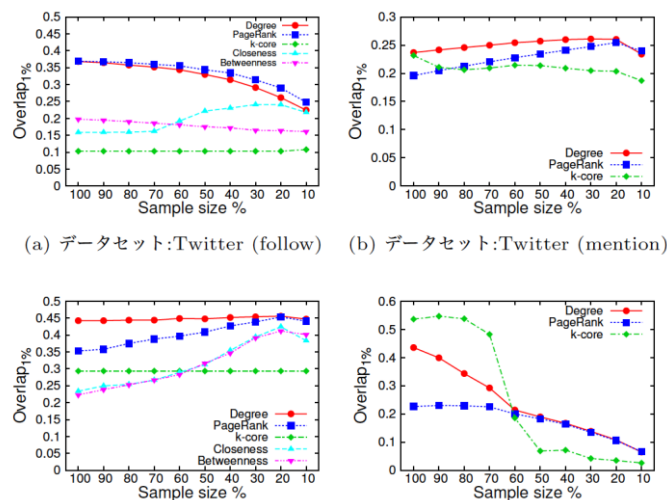 0.5
0.45
0.4
0.35
0.3
0.25
0.2
0.15
0.1
0.05
0
Overlap1%
Degree
PageRank
k-core
Closeness
Betweenness
100 90 80 70 60 50 40 30 20 10
Sample size %
(a) データセット:Twitter (follow)
0.3
0.25
0.2
0.15
0.1
0.05
0
Overlap1%
Degree
PageRank
k-core
100 90 80 70 60 50 40 30 20 10
Sample size %
(b) データセット:Twitter (mention)
0.5
0.45
0.4
0.35
0.3
0.25
0.2
0.15
0.1
0.05
0
Overlap1%
Degree
PageRank
k-core
Closeness
Betweenness
100 90 80 70 60 50 40 30 20 10
Sample size %
0.6
0.5
0.4
0.3
0.2
0.1
0
Overlap1%
Degree
PageRank
k-core
100 90 80 70 60 50 40 30 20 10
Sample size %